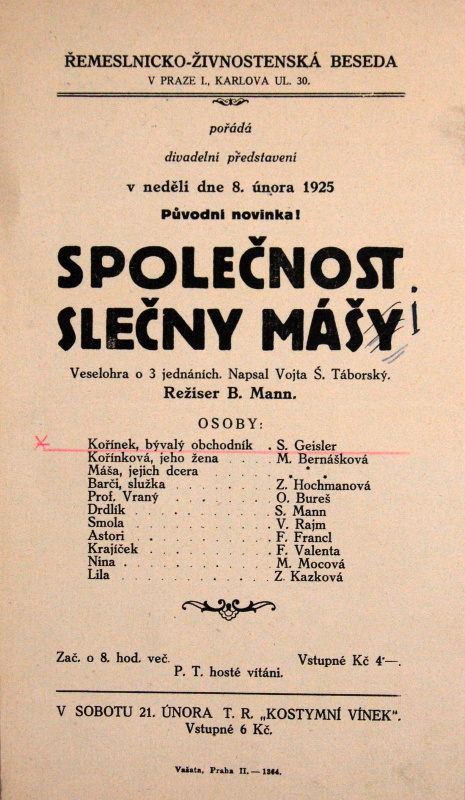 ŘEMESLNICKO-ŽIVNOSTENSKÁ BESEDA
V PRAZE I., KARLOVA UL. 30.
pořádá
divadelní představení
v neděli dne 8. února 1925
Původní novinka!
SPOLEČNOST
SLEČNY MÁŠY i
Veselohra o 3 jednáních. Napsal Vojta Š. Táborský.
Režiser B. Mann.
OSOBY:
Kořínek, bývalý obchodník . S. Geisler
Kořínková, jeho žena . . . . M. Bernášková
Máša, jejich dcera . . . . . * * *
Barči, služka . . . . . . Z. Hochmanová
Prof. Vraný . . . . . . O. Bureš
Drdlík . . . . . . . . S. Mann
Smola . . . . . . . . V. Rajm
Astori . . . . . . . . F. Francl
Krajíček . . . . . . . F. Valenta
Nina . . . . . . . . . M. Mocová
Lila . . . . . . . . . Z. Kazková
Zač. o 8. hod. več. Vstupné Kč 4·—.
P. T. hosté vítáni.
V SOBOTU 21. ÚNORA T. R. „KOSTYMNÍ VÍNEK".
Vstupné 6 Kč.
Vašata, Praha II. — 1364.